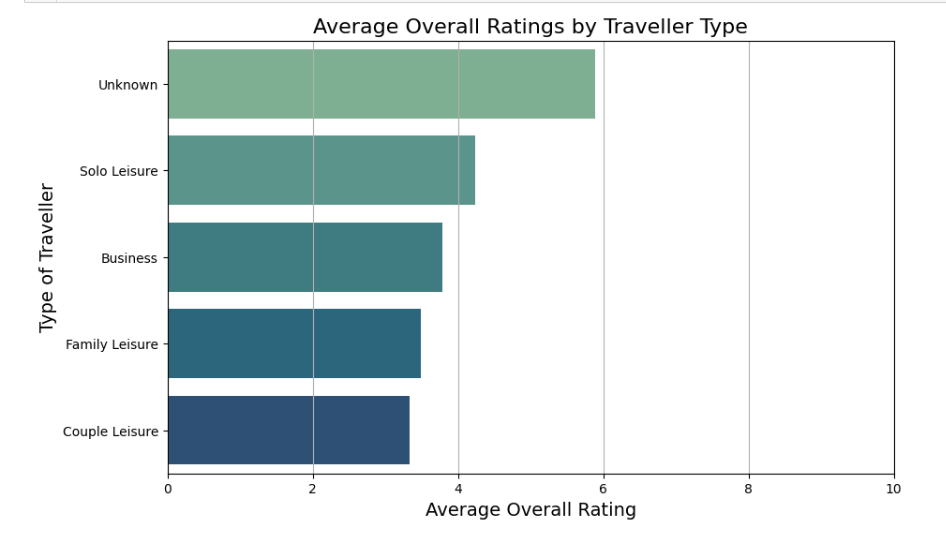 Average Overall Ratings by Traveller Type
Type of Traveller
Unknown
Solo Leisure
Business
Family Leisure
Couple Leisure
0 2 4 6 8 10
Average Overall Rating